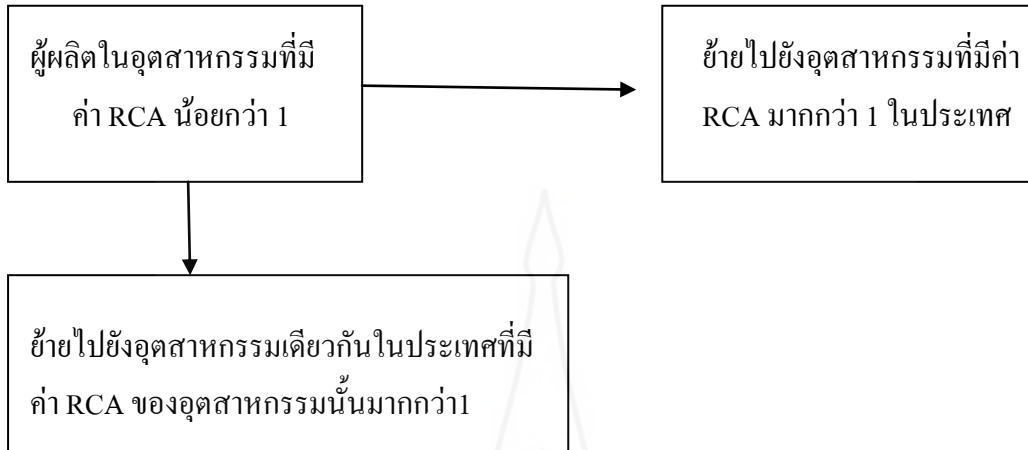 ผู้ผลิตในอุตสาหกรรมที่มี
ค่า RCA น้อยกว่า 1
ย้ายไปยังอุตสาหกรรมที่มีค่า
RCA มากกว่า 1 ในประเทศ
ย้ายไปยังอุตสาหกรรมเดียวกันในประเทศที่มี
ค่า RCA ของอุตสาหกรรมนั้นมากกว่า1